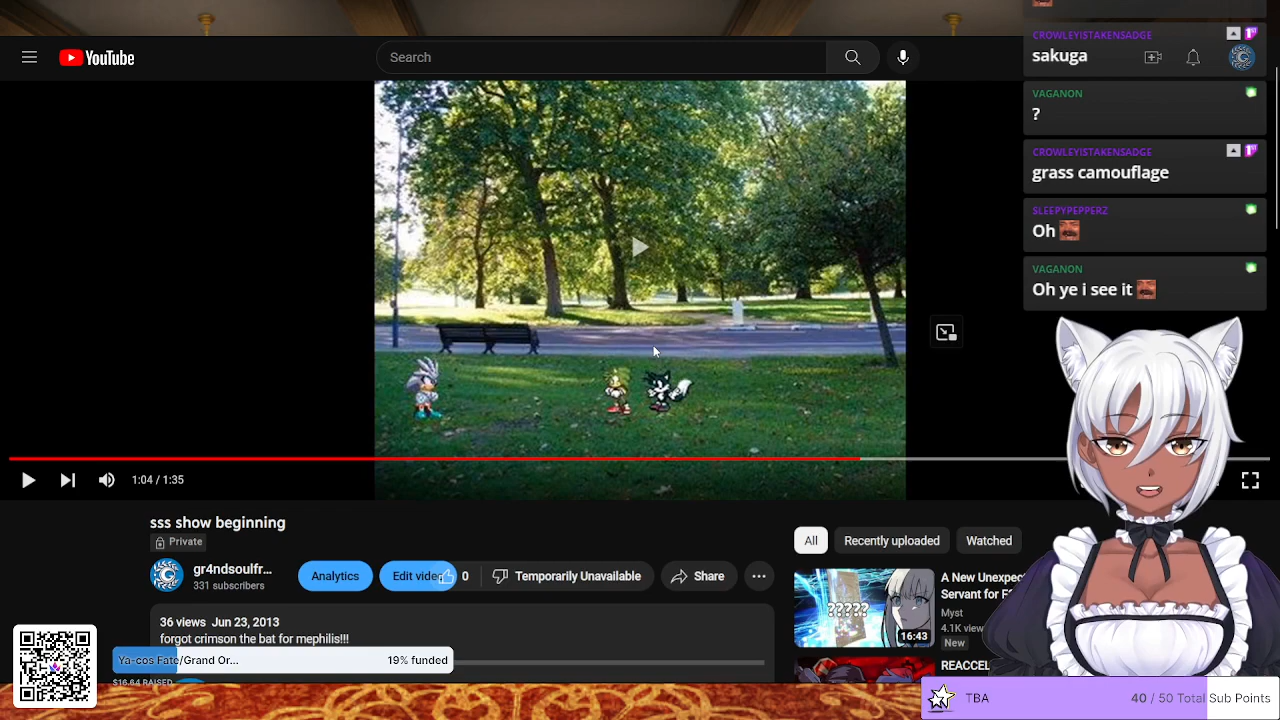 YouTube
Search
CROWLEYISTAKENSADGE
sakuga
VAGANON
?
CROWLEYISTAKENSADGE
grass camouflage
SLEEPYPEPPERZ
Oh
VAGANON
Oh ye i see it
1:04 / 1:35
sss show beginning
Private
gr4ndsoulfr...
331 subscribers
Analytics
Edit video
0
Temporarily Unavailable
Share
36 views Jun 23, 2013
forgot crimson the bat for mephilis!!!
Ya-cos Fate/Grand Or... 19% funded
$16.64 RAISED
All
Recently uploaded
Watched
?????
16:43
A New Unexpec
Servant for F
Myst
4.1K view
New
REACCEL
TBA
40 / 50 Total Sub Points